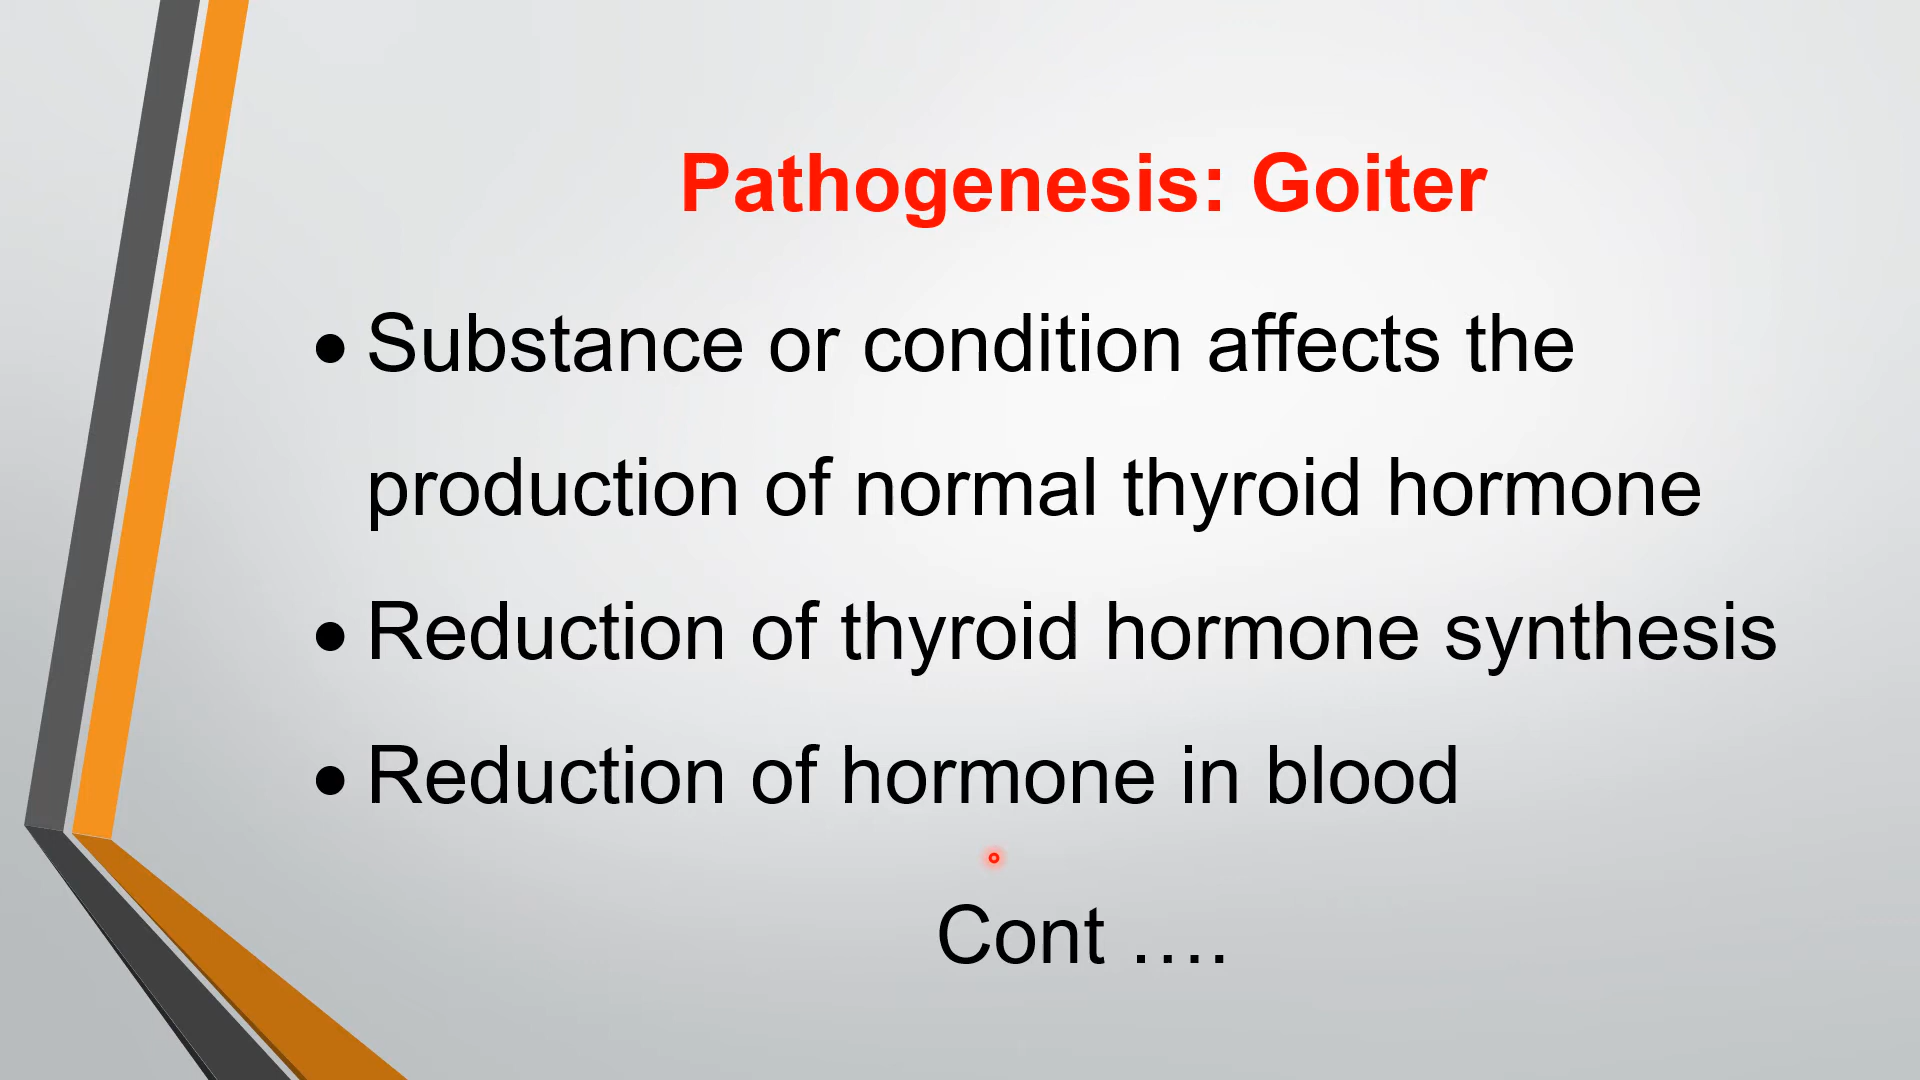 Pathogenesis: Goiter
• Substance or condition affects the
production of normal thyroid hormone
• Reduction of thyroid hormone synthesis
• Reduction of hormone in blood
Cont ....